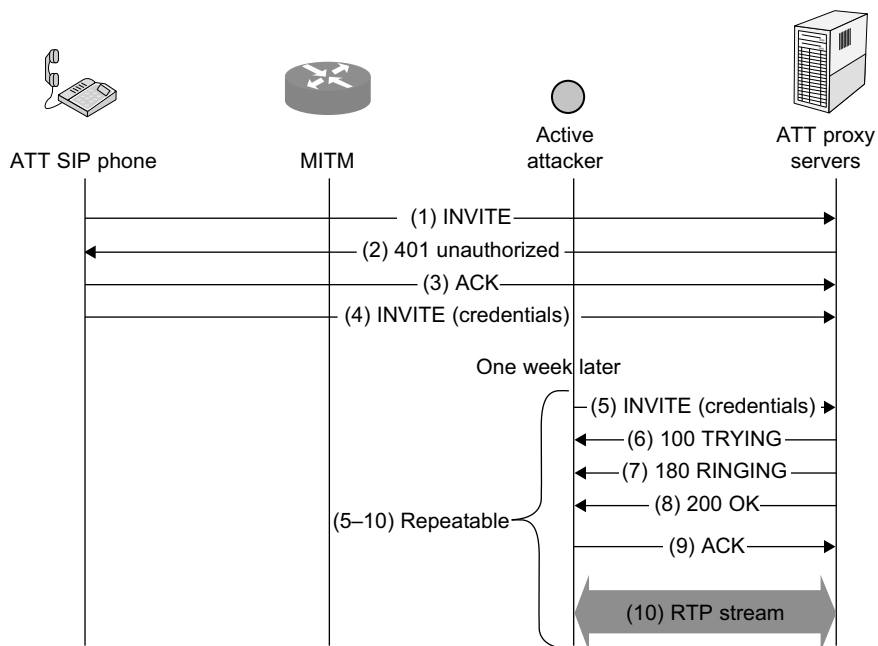 ATT SIP phone
MITM
Active
attacker
ATT proxy
servers
(1) INVITE
(2) 401 unauthorized
(3) ACK
(4) INVITE (credentials)
One week later
(5) INVITE (credentials)
(6) 100 TRYING
(7) 180 RINGING
(8) 200 OK
(5–10) Repeatable
(9) ACK
(10) RTP stream